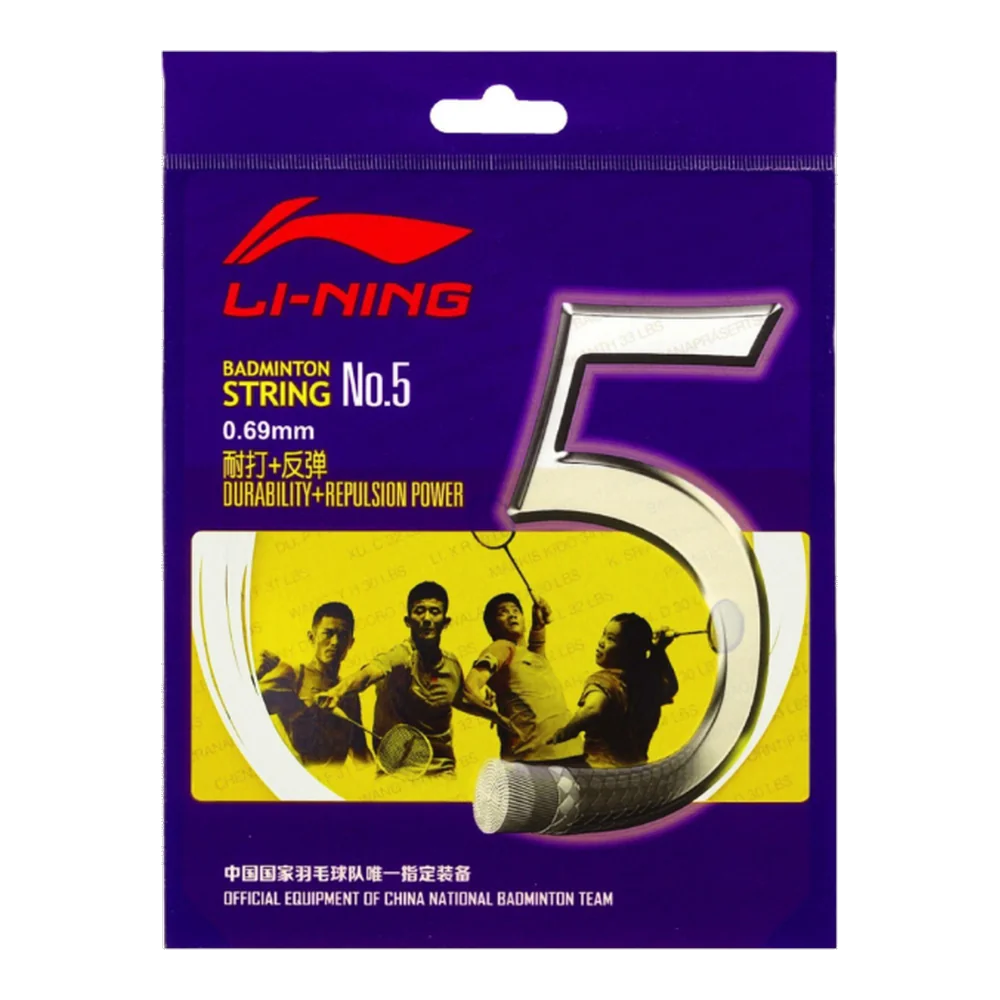 LI-NING
BADMINTON
STRING No.5
0.69mm
耐打+反弹
DURABILITY+REPULSION POWER
中国国家羽毛球队唯一指定装备
OFFICIAL EQUIPMENT OF CHINA NATIONAL BADMINTON TEAM